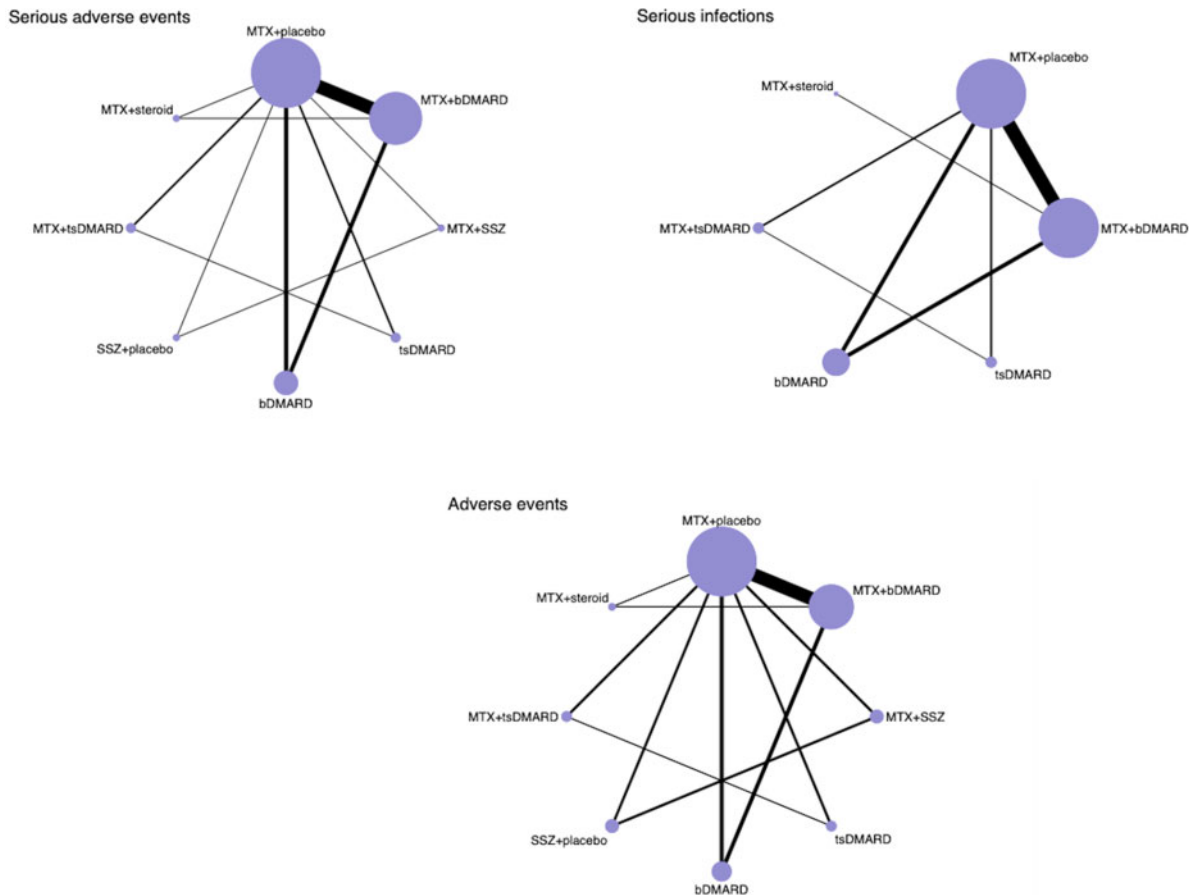 Serious adverse events
MTX+placebo
MTX+bDMARD
MTX+steroid
MTX+tsDMARD
MTX+SSZ
SSZ+placebo
tsDMARD
bDMARD
Serious infections
MTX+placebo
MTX+steroid
MTX+tsDMARD
MTX+bDMARD
bDMARD
tsDMARD
Adverse events
MTX+placebo
MTX+bDMARD
MTX+steroid
MTX+tsDMARD
MTX+SSZ
SSZ+placebo
tsDMARD
bDMARD